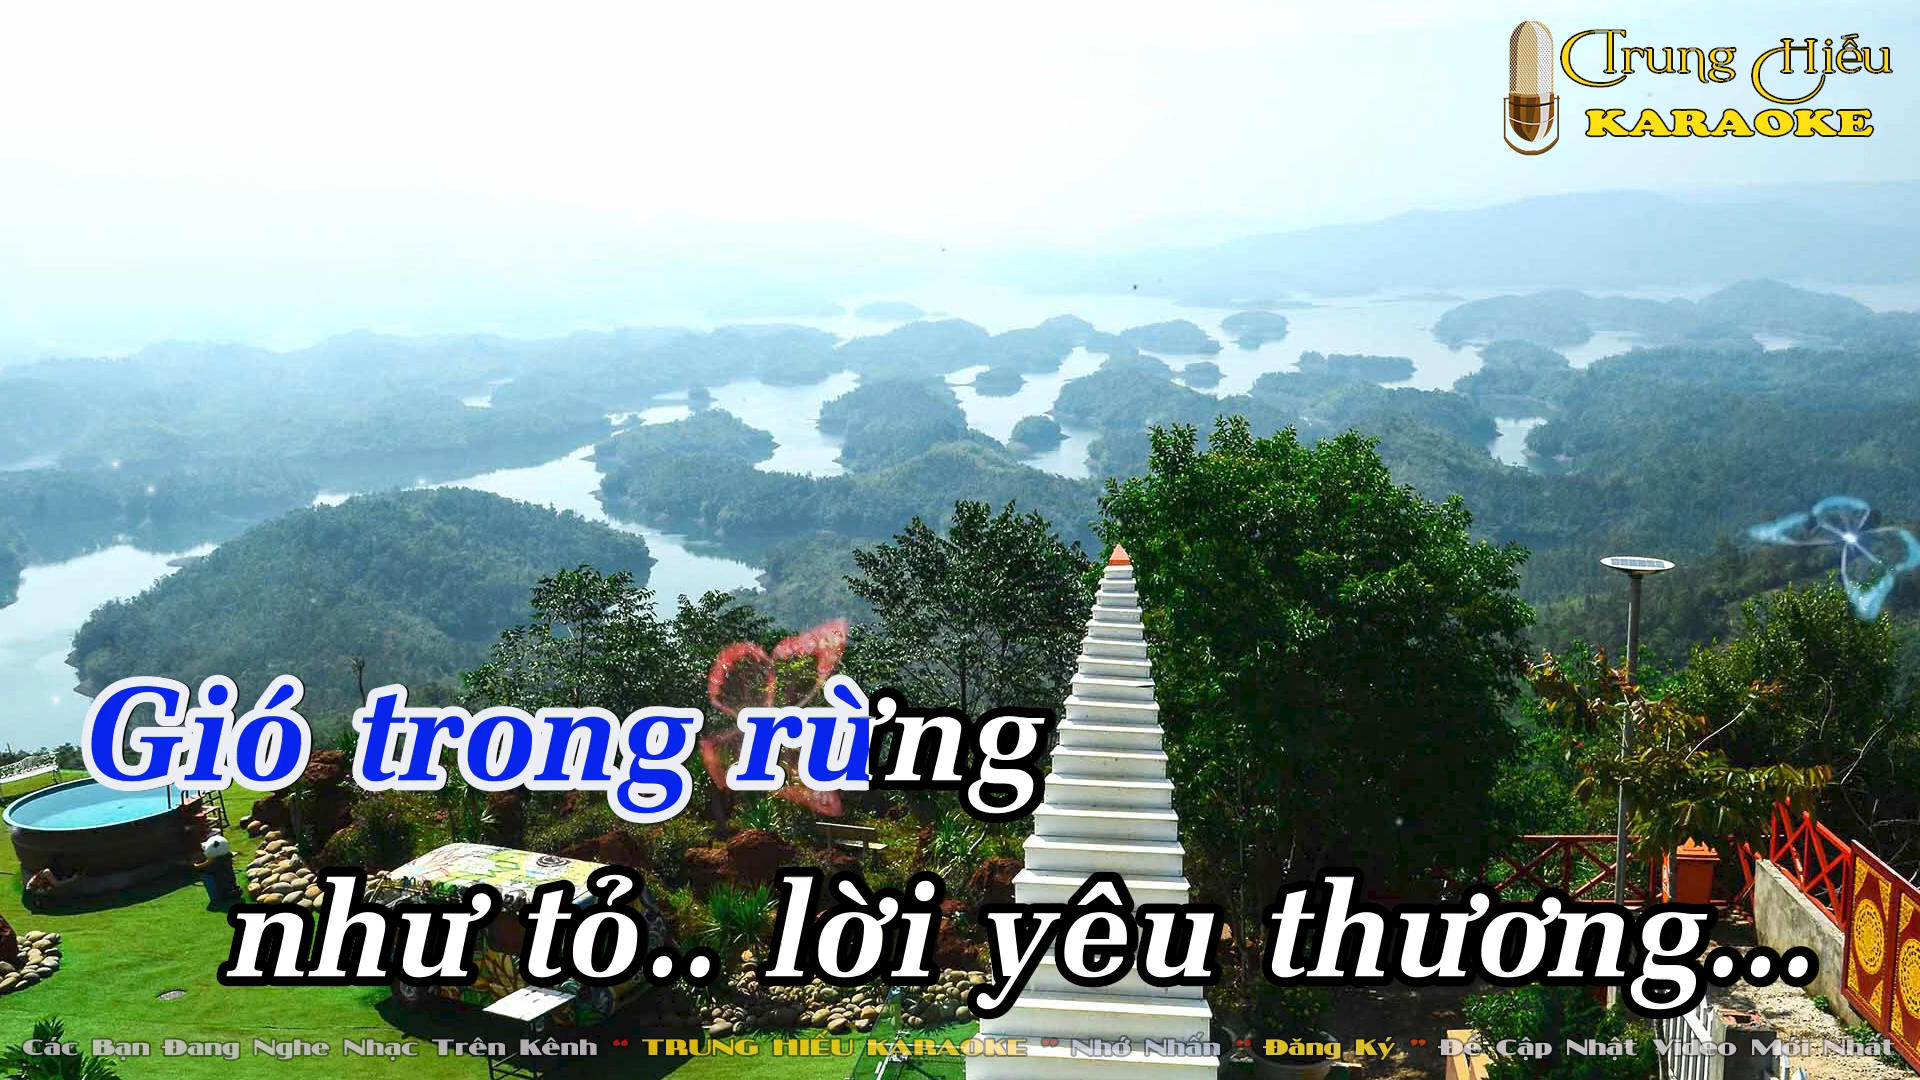 Trung Hiếu
KARAOKE
Gió trong rừng
như tỏ.. lời yêu thương...
Các Bạn Đang Nghe Nhạc Trên Kênh " TRUNG HIẾU KARAOKE " Nhớ Nhấn " Đăng Ký " Để Cập Nhật Video Mới Nhất